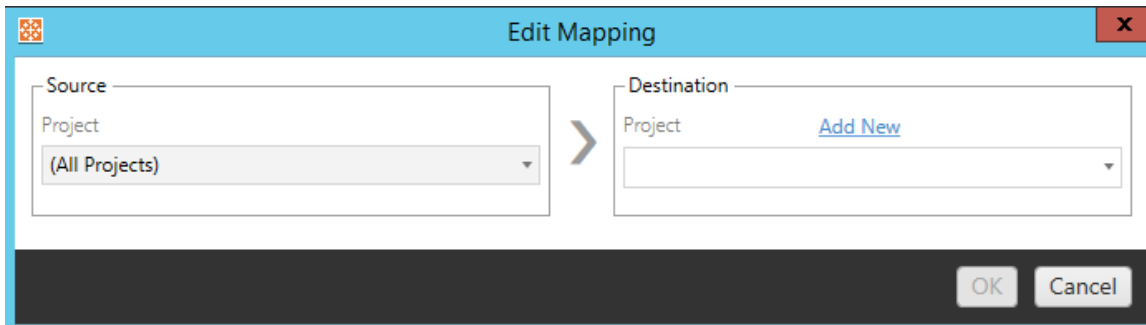 Edit Mapping
x
Source
Project
(All Projects)
Destination
Project Add New
OK
Cancel